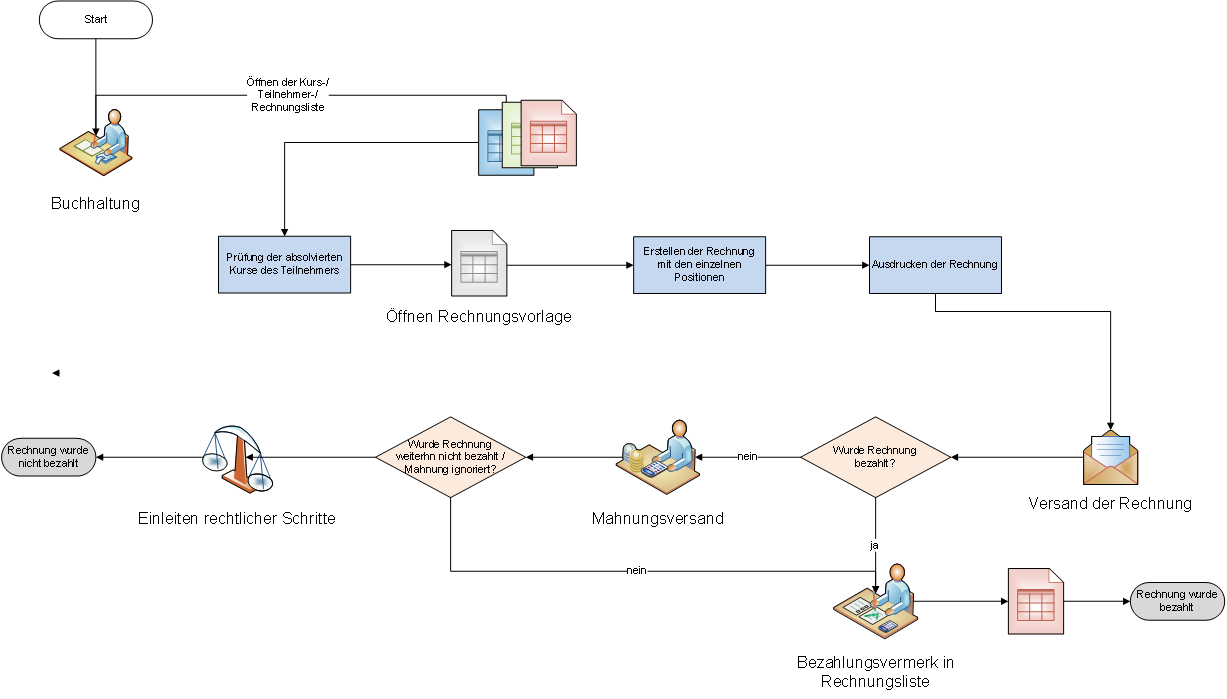 Start
Öffnen der Kurs-/
Teilnehmer-/
Rechnungsliste
Buchhaltung
Prüfung der absolvierten
Kurse des Teilnehmers
Öffnen Rechnungsvorlage
Erstellen der Rechnung
mit den einzelnen
Positionen
Ausdrucken der Rechnung
Rechnung wurde
nicht bezahlt
Einleiten rechtlicher Schritte
Wurde Rechnung
weiterhn nicht bezahlt /
Mahnung ignoriert?
Mahnungsversand
nein
Wurde Rechnung
bezahlt?
Versand der Rechnung
ja
nein
Bezahlungsvermerk in
Rechnungsliste
Rechnung wurde
bezahlt